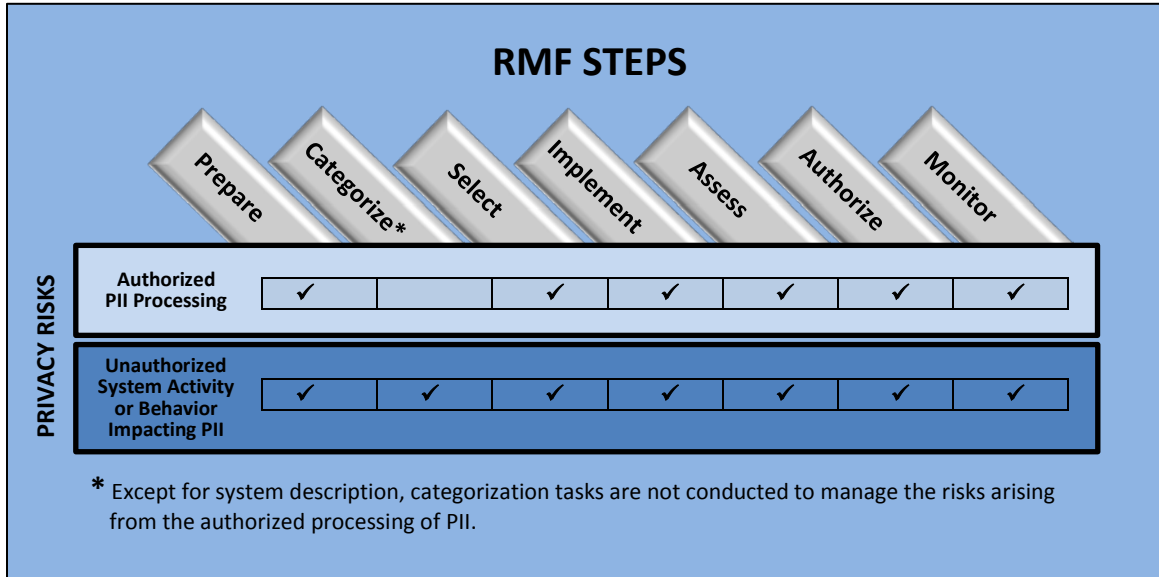 RMF STEPS
Prepare
Categorize*
Select
Implement
Assess
Authorize
Monitor
PRIVACY RISKS
Authorized
PII Processing
✓ ✓ ✓ ✓ ✓ ✓
Unauthorized
System Activity
or Behavior
Impacting PII
✓ ✓ ✓ ✓ ✓ ✓ ✓
* Except for system description, categorization tasks are not conducted to manage the risks arising
from the authorized processing of PII.